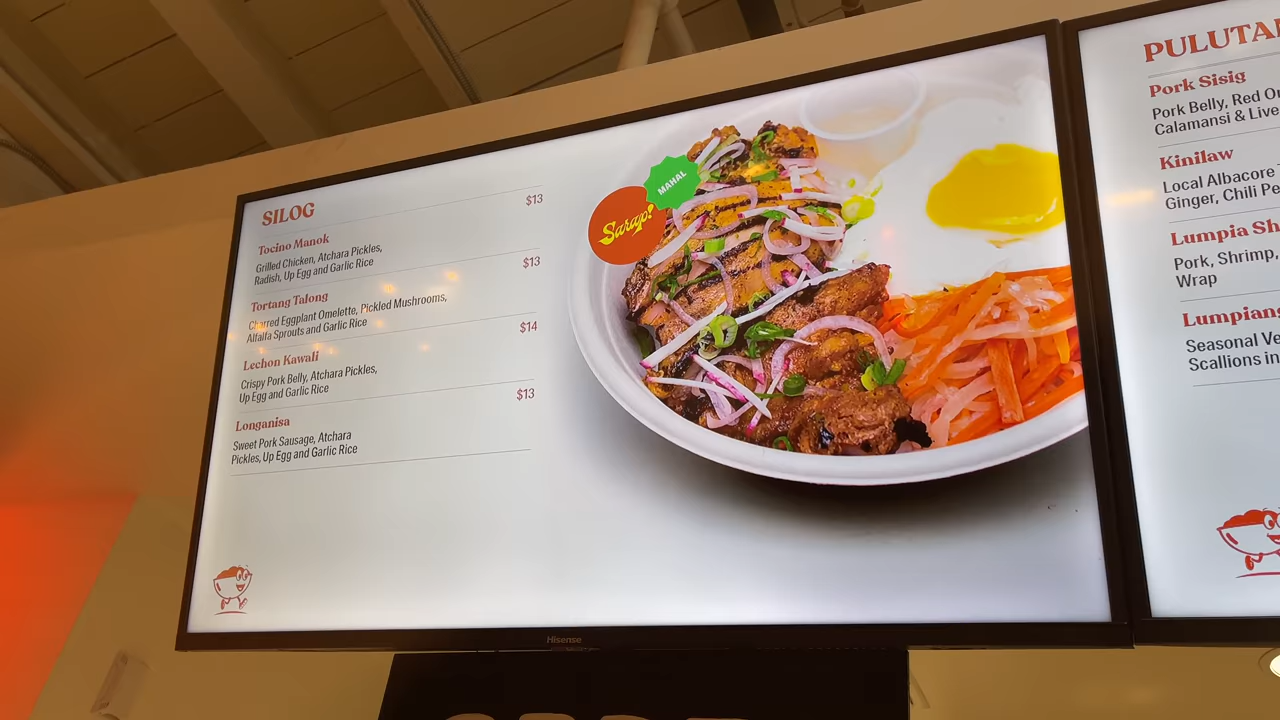 SILOG
$13
Tocino Manok
Grilled Chicken, Atchara Pickles,
Radish, Up Egg and Garlic Rice
$13
Tortang Talong
Charred Eggplant Omelette, Pickled Mushrooms,
Alfalfa Sprouts and Garlic Rice
$14
Lechon Kawali
Crispy Pork Belly, Atchara Pickles,
Up Egg and Garlic Rice
$13
Longanisa
Sweet Pork Sausage, Atchara
Pickles, Up Egg and Garlic Rice
MAHAL
Sarap!
Hisense
PULUTA
Pork Sisig
Pork Belly, Red
Calamansi & Live
Kinilaw
Local Albacore
Ginger, Chili
Lumpia
Pork, Shrimp,
Wrap
Lumpiang
Seasonal
Scallions in